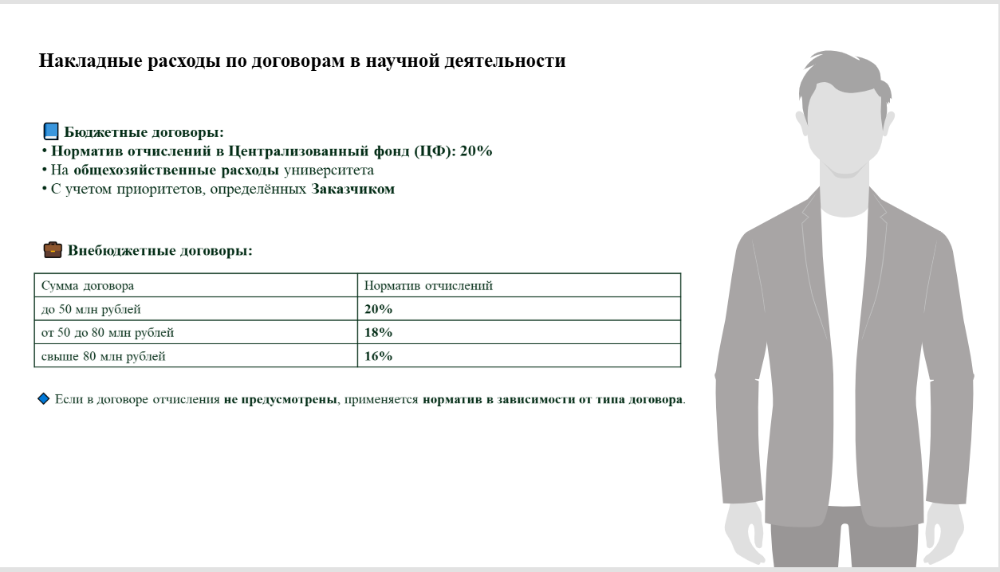 Накладные расходы по договорам в научной деятельности
Бюджетные договоры:
• Норматив отчислений в Централизованный фонд (ЦФ): 20%
• На общехозяйственные расходы университета
• С учетом приоритетов, определённых Заказчиком
Внебюджетные договоры:
Сумма договора Норматив отчислений
до 50 млн рублей 20%
от 50 до 80 млн рублей 18%
свыше 80 млн рублей 16%
Если в договоре отчисления не предусмотрены, применяется норматив в зависимости от типа договора.